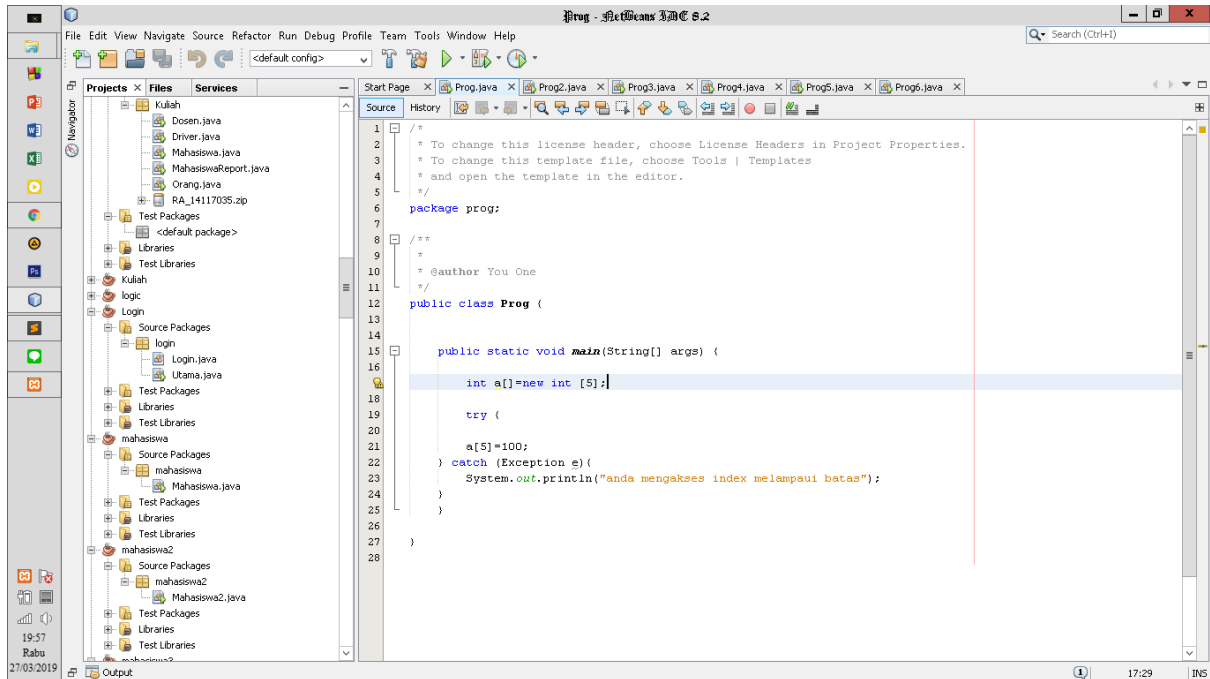 Prog - NetBeans IDE 8.2
File Edit View Navigate Source Refactor Run Debug Profile Team Tools Window Help
Search (Ctrl+I)
<default config>
Projects Files Services
Navigator
Kuliah
Dosen.java
Driver.java
Mahasiswa.java
MahasiswaReport.java
Orang.java
RA_14117035.zip
Test Packages
<default package>
Libraries
Test Libraries
Kuliah
logic
Login
Source Packages
login
Login.java
Utama.java
Test Packages
Libraries
Test Libraries
mahasiswa
Source Packages
mahasiswa
Mahasiswa.java
Test Packages
Libraries
Test Libraries
mahasiswa2
Source Packages
mahasiswa2
Mahasiswa2.java
Test Packages
Libraries
Test Libraries
mahasiswa3
Start Page Prog.java Prog2.java Prog3.java Prog4.java Prog5.java Prog6.java
Source History
1 /*
2 * To change this license header, choose License Headers in Project Properties.
3 * To change this template file, choose Tools | Templates
4 * and open the template in the editor.
5 */
6 package prog;
7
8 /**
9 *
10 * @author You One
11 */
12 public class Prog {
13
14
15 public static void main(String[] args) {
16
int a[]=new int [5];
18
19 try {
20
21 a[5]=100;
22 } catch (Exception e){
23 System.out.println("anda mengakses index melampaui batas");
24 }
25 }
26
27 }
28
Ps
19:57
Rabu
27/03/2019
Output
1
17:29
INS